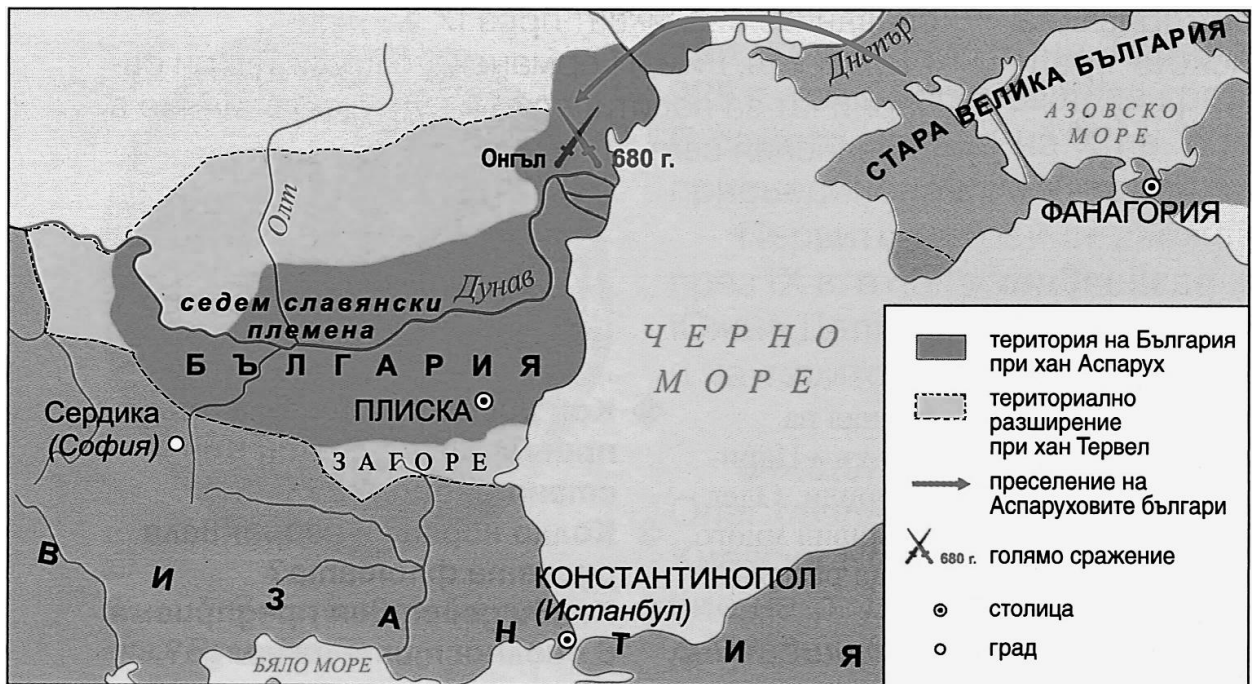 Днепър
СТАРА ВЕЛИКА БЪЛГАРИЯ
АЗОВСКО
МОРЕ
Онгъл
680 г.
ФАНАГОРИЯ
Олт
Дунав
седем славянски
племена
БЪЛГАРИЯ
ЧЕРНО
МОРЕ
ПЛИСКА
Сердика
(София)
ЗАГОРЕ
ВИЗАНТИЯ
КОНСТАНТИНОПОЛ
(Истанбул)
БЯЛО МОРЕ
територия на България
при хан Аспарух
териториално
разширение
при хан Тервел
преселение на
Аспаруховите българи
680 г. голямо сражение
столица
град